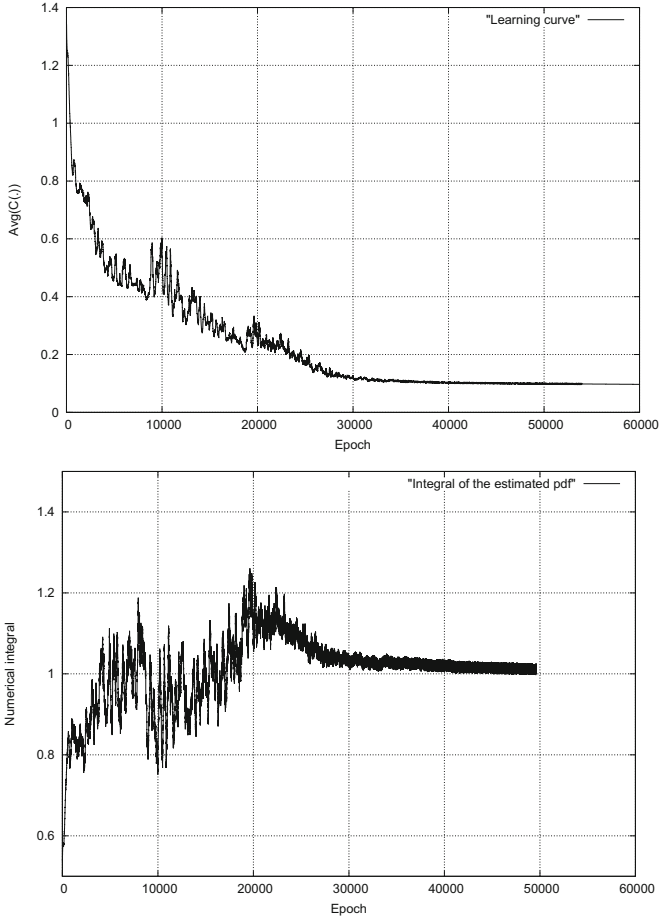 1.4
"Learning curve"
1.2
1
0.8
Avg(C(.))
0.6
0.4
0.2
0
0 10000 20000 30000 40000 50000 60000
Epoch
"Integral of the estimated pdf"
1.4
1.2
Numerical integral
1
0.8
0.6
0 10000 20000 30000 40000 50000 60000
Epoch